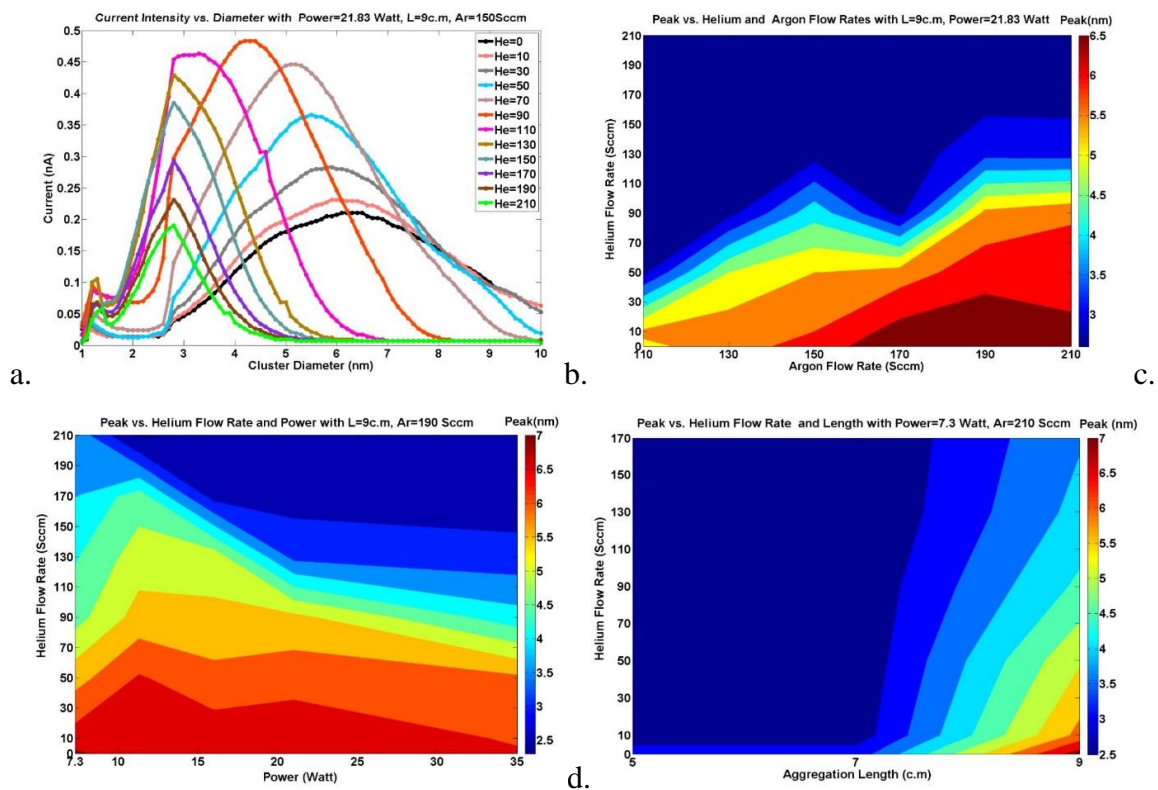 Current Intensity vs. Diameter with Power=21.83 Watt, L=9c.m, Ar=150Sccm
0.5
0.45
0.4
0.35
0.3
0.25
0.2
0.15
0.1
0.05
0
Current (nA)
He=0
He=10
He=30
He=50
He=70
He=90
He=110
He=130
He=150
He=170
He=190
He=210
1 2 3 4 5 6 7 8 9 10
Cluster Diameter (nm)
a.
Peak vs. Helium and Argon Flow Rates with L=9c.m, Power=21.83 Watt
Peak(nm)
210
190
170
150
130
110
90
70
50
30
10
0
Helium Flow Rate (Sccm)
110 130 150 170 190 210
Argon Flow Rate (Sccm)
6.5
6
5.5
5
4.5
4
3.5
3
b.
c.
Peak vs. Helium Flow Rate and Power with L=9c.m, Ar=190 Sccm
Peak(nm)
210
190
170
150
130
110
90
70
50
30
10
0
Helium Flow Rate (Sccm)
7.3 10 15 20 25 30 35
Power (Watt)
7
6.5
6
5.5
5
4.5
4
3.5
3
2.5
d.
Peak vs. Helium Flow Rate and Length with Power=7.3 Watt, Ar=210 Sccm
Peak (nm)
170
150
130
110
90
70
50
30
10
0
Helium Flow Rate (Sccm)
5 7 9
Aggregation Length (c.m)
7
6.5
6
5.5
5
4.5
4
3.5
3
2.5